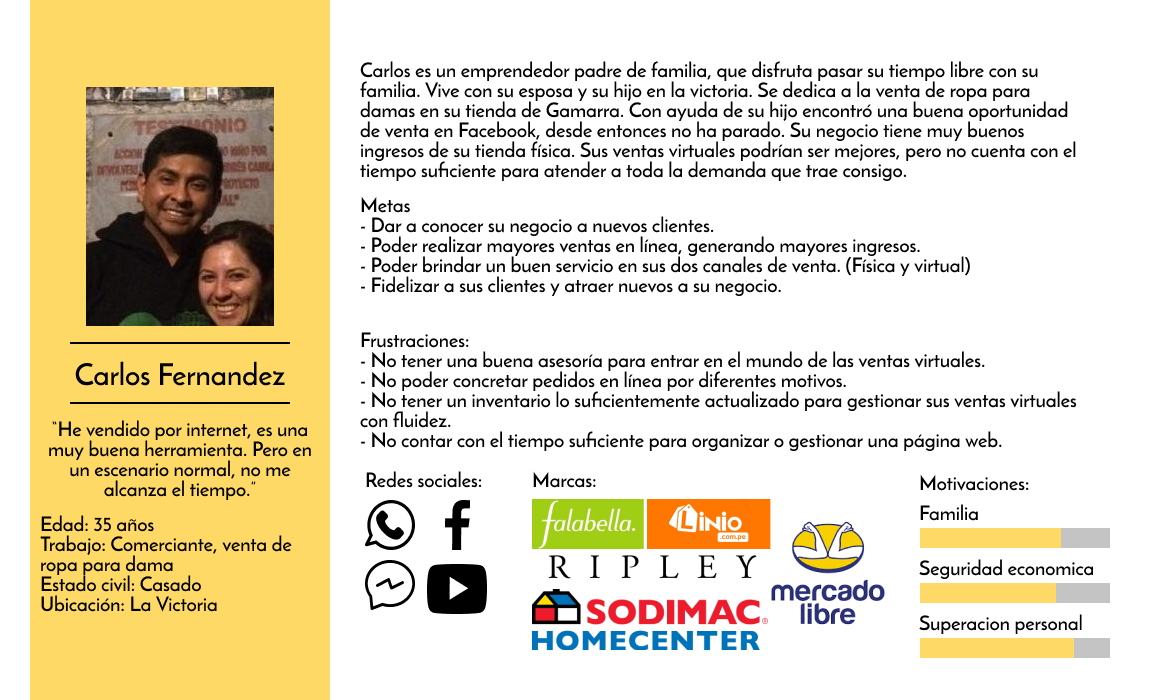 TESTIMONIO
Carlos Fernandez
“He vendido por internet, es una
muy buena herramienta. Pero en
un escenario normal, no me
alcanza el tiempo.”
Edad: 35 años
Trabajo: Comerciante, venta de
ropa para dama
Estado civil: Casado
Ubicación: La Victoria
Carlos es un emprendedor padre de familia, que disfruta pasar su tiempo libre con su
familia. Vive con su esposa y su hijo en la victoria. Se dedica a la venta de ropa para
damas en su tienda de Gamarra. Con ayuda de su hijo encontró una buena oportunidad
de venta en Facebook, desde entonces no ha parado. Su negocio tiene muy buenos
ingresos de su tienda física. Sus ventas virtuales podrían ser mejores, pero no cuenta con el
tiempo suficiente para atender a toda la demanda que trae consigo.
Metas
- Dar a conocer su negocio a nuevos clientes.
- Poder realizar mayores ventas en línea, generando mayores ingresos.
- Poder brindar un buen servicio en sus dos canales de venta. (Física y virtual)
- Fidelizar a sus clientes y atraer nuevos a su negocio.
Frustraciones:
- No tener una buena asesoría para entrar en el mundo de las ventas virtuales.
- No poder concretar pedidos en línea por diferentes motivos.
- No tener un inventario lo suficientemente actualizado para gestionar sus ventas virtuales
con fluidez.
- No contar con el tiempo suficiente para organizar o gestionar una página web.
Redes sociales:
Marcas:
falabella.
Linio
.com.pe
RIPLEY
SODIMAC®
HOMECENTER
mercado
libre
Motivaciones:
Familia
Seguridad economica
Superacion personal